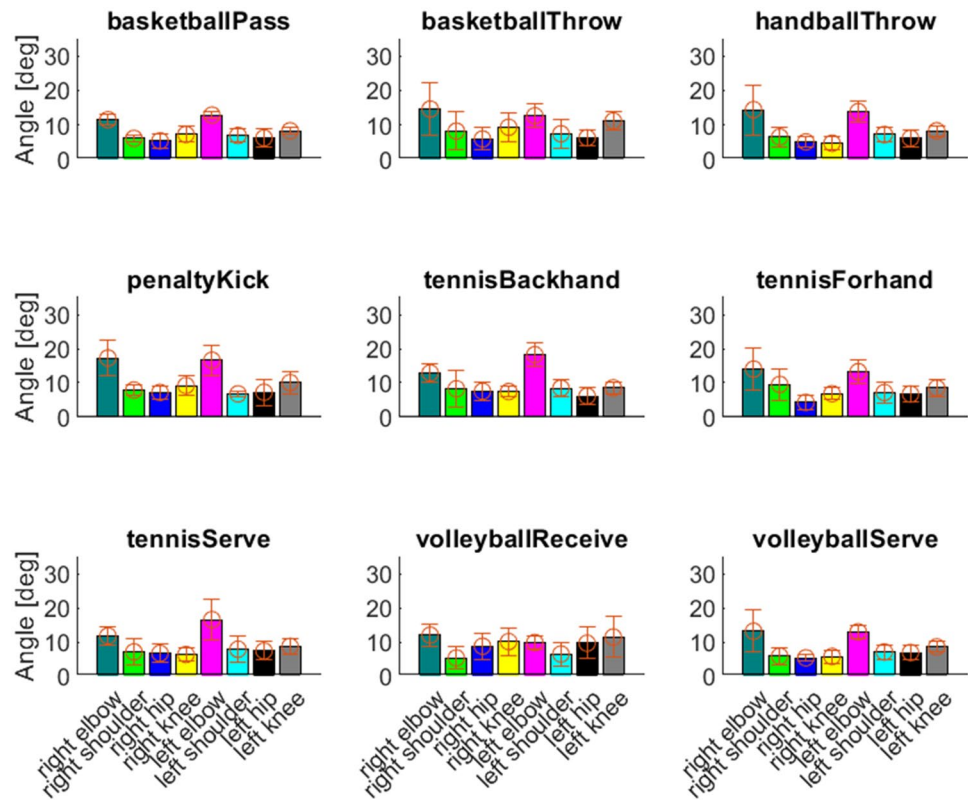 basketballPass
basketballThrow
handballThrow
Angle [deg]
30
20
10
0
30
20
10
0
30
20
10
0
penaltyKick
tennisBackhand
tennisForhand
30
20
10
0
30
20
10
0
30
20
10
0
tennisServe
volleyballReceive
volleyballServe
Angle [deg]
30
20
10
0
30
20
10
0
30
20
10
0
right elbow
right shoulder
right hip
right knee
left elbow
left shoulder
left hip
left knee
right elbow
right shoulder
right hip
right knee
left elbow
left shoulder
left hip
left knee
right elbow
right shoulder
right hip
right knee
left elbow
left shoulder
left hip
left knee